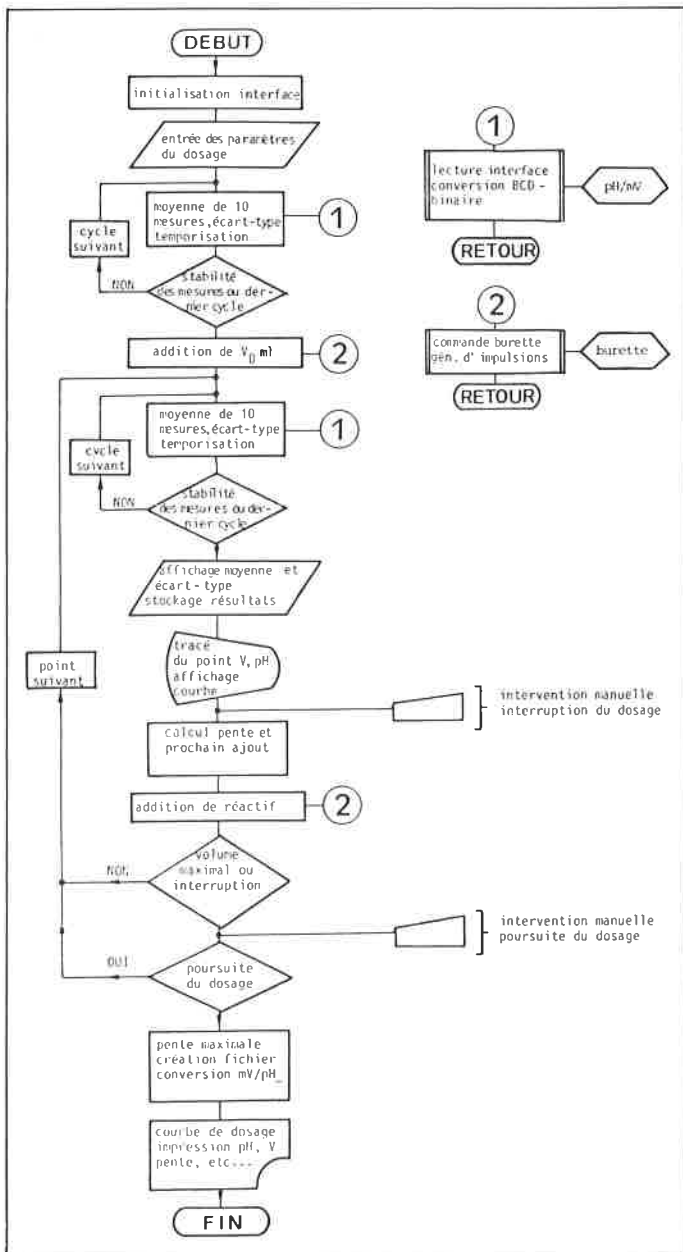 DEBUT
initialisation interface
entrée des paramètres
du dosage
moyenne de 10
mesures,écart-type
temporisation
1
cycle
suivant
NON
stabilité
des mesures ou der-
nier cycle
addition de V0 ml
2
moyenne de 10
mesures,écart-type
temporisation
1
cycle
suivant
NON
stabilité
des mesures ou der-
nier cycle
affichage moyenne et
écart-type
stockage résultats
tracé
du point V, pH
affichage
courbe
point
suivant
intervention manuelle
interruption du dosage
calcul pente et
prochain ajout
addition de réactif
2
volume
maximal ou
interruption
NON
intervention manuelle
poursuite du dosage
OUI
poursuite
du dosage
pente maximale
création fichier
conversion mV/pH
courbe de dosage
impression pH, V
pente, etc...
FIN
1
lecture interface
conversion BCD-
binaire
pH/mV
RETOUR
2
commande burette
gén. d'impulsions
burette
RETOUR